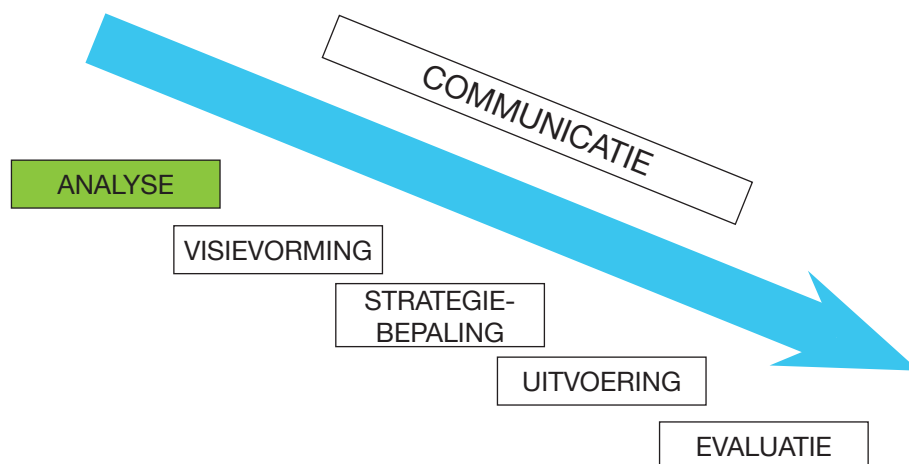 COMMUNICATIE
ANALYSE
VISIEVORMING
STRATEGIE-
BEPALING
UITVOERING
EVALUATIE